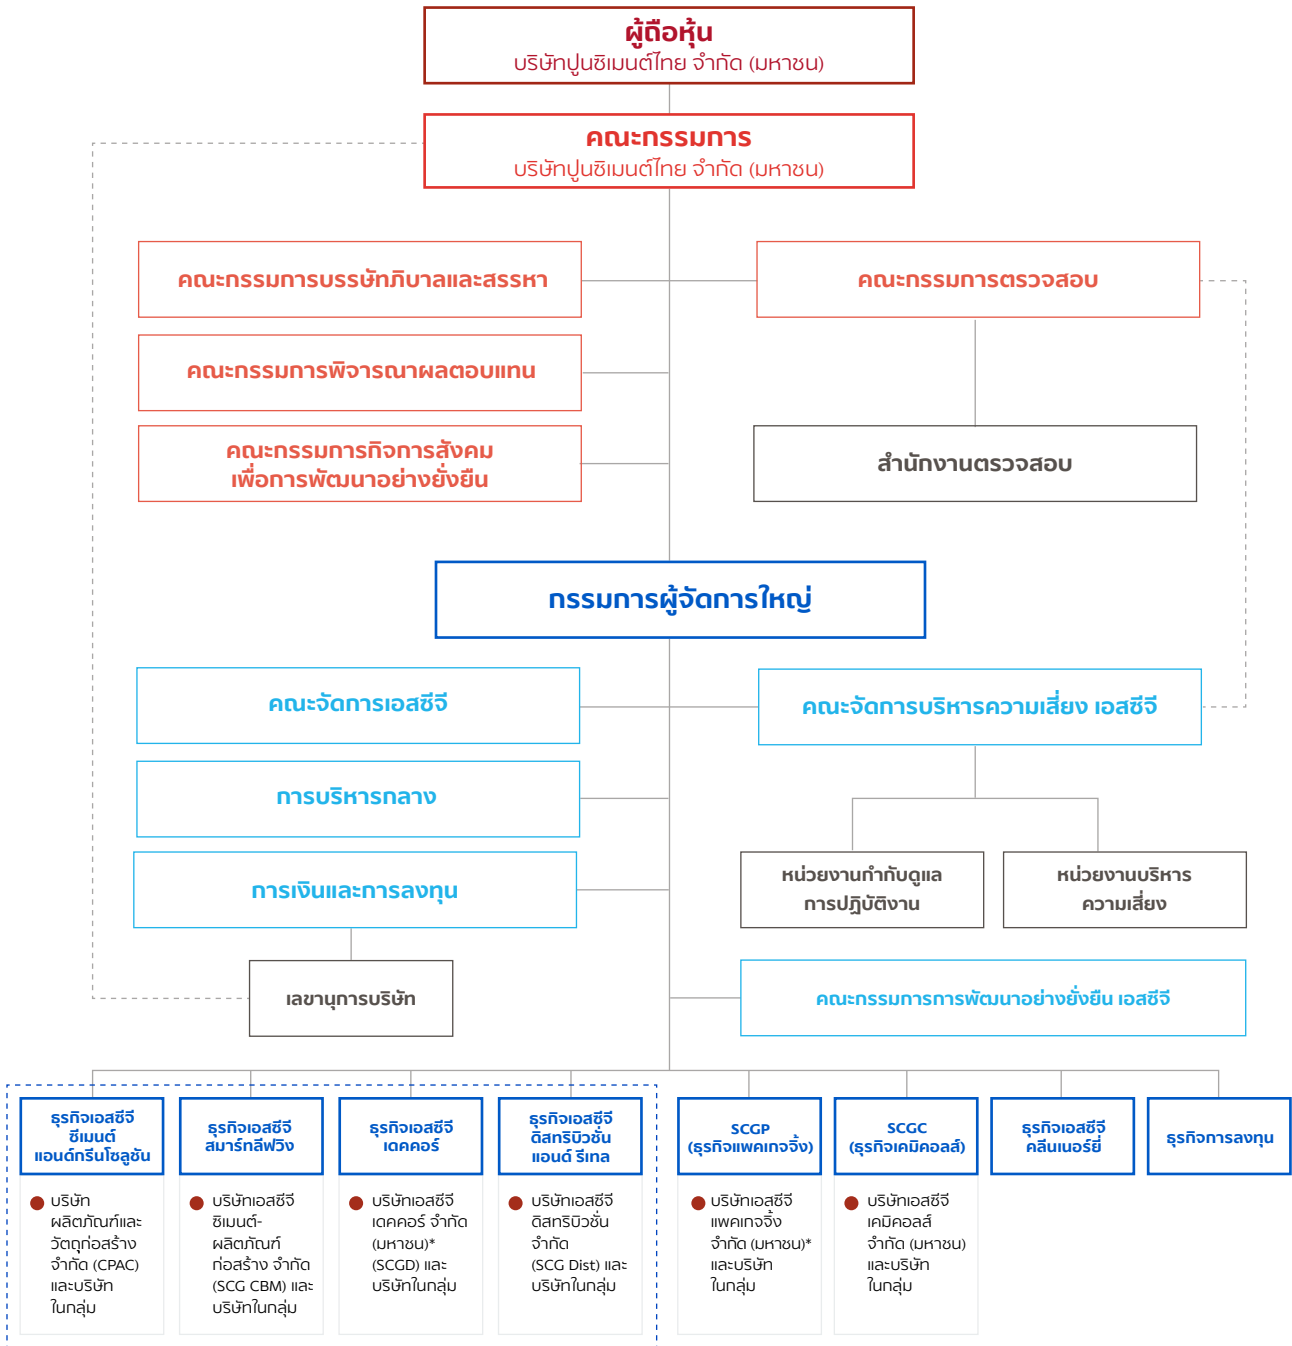 ผู้ถือหุ้น
บริษัทปูนซิเมนต์ไทย จำกัด (มหาชน)
คณะกรรมการ
บริษัทปูนซิเมนต์ไทย จำกัด (มหาชน)
คณะกรรมการบรรษัทภิบาลและสรรหา
คณะกรรมการตรวจสอบ
คณะกรรมการพิจารณาผลตอบแทน
คณะกรรมการกิจการสังคม
เพื่อการพัฒนาอย่างยั่งยืน
สำนักงานตรวจสอบ
กรรมการผู้จัดการใหญ่
คณะจัดการเอสซีจี
คณะจัดการบริหารความเสี่ยง เอสซีจี
การบริหารกลาง
การเงินและการลงทุน
หน่วยงานกำกับดูแล
การปฏิบัติงาน
หน่วยงานบริหาร
ความเสี่ยง
เลขานุการบริษัท
คณะกรรมการการพัฒนาอย่างยั่งยืน เอสซีจี
ธุรกิจเอสซีจี
ซีเมนต์
แอนด์กรีนโซลูชัน
ธุรกิจเอสซีจี
สมาร์ทลีฟวิง
ธุรกิจเอสซีจี
เดคคอร์
ธุรกิจเอสซีจี
ดิสทริบิวชั่น
แอนด์ รีเทล
SCGP
(ธุรกิจแพคเกจจิ้ง)
SCGC
(ธุรกิจเคมิคอลส์)
ธุรกิจเอสซีจี
คลีนเนอร์ยี่
ธุรกิจการลงทุน
บริษัท
ผลิตภัณฑ์และ
วัตถุก่อสร้าง
จำกัด (CPAC)
และบริษัท
ในกลุ่ม
บริษัทเอสซีจี
ซิเมนต์-
ผลิตภัณฑ์
ก่อสร้าง จำกัด
(SCG CBM) และ
บริษัทในกลุ่ม
บริษัทเอสซีจี
เดคคอร์ จำกัด
(มหาชน)*
(SCGD) และ
บริษัทในกลุ่ม
บริษัทเอสซีจี
ดิสทริบิวชั่น
จำกัด
(SCG Dist) และ
บริษัทในกลุ่ม
บริษัทเอสซีจี
แพคเกจจิ้ง
จำกัด (มหาชน)*
และบริษัท
ในกลุ่ม
บริษัทเอสซีจี
เคมิคอลส์
จำกัด (มหาชน)
และบริษัท
ในกลุ่ม